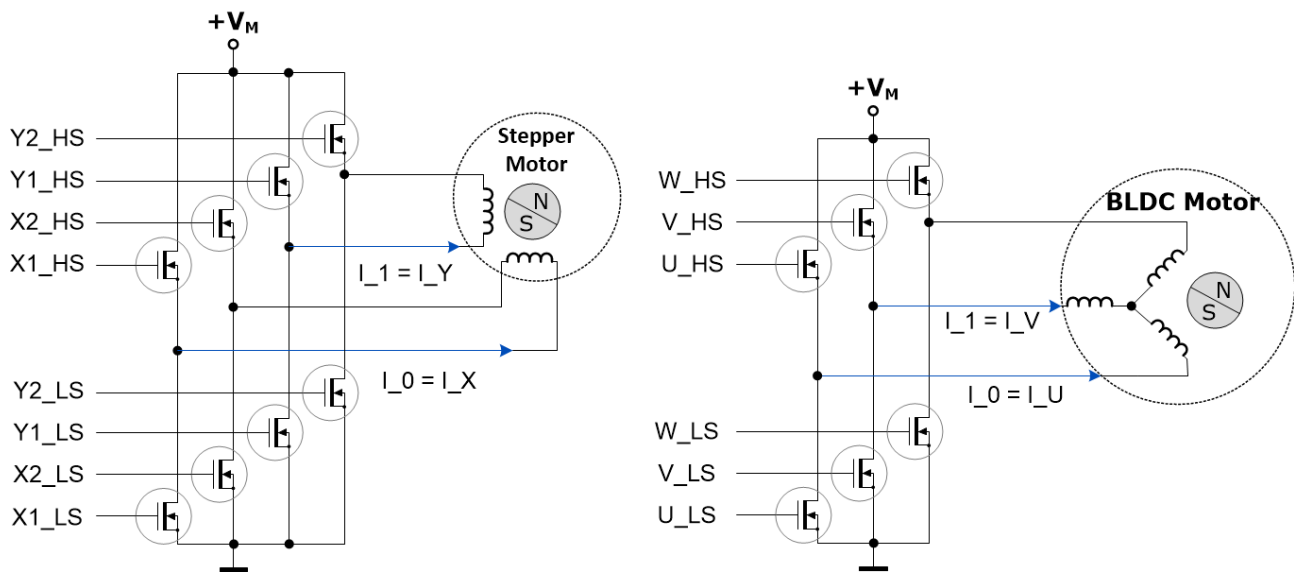 +VM
Y2_HS
Y1_HS
X2_HS
X1_HS
Stepper
Motor
N
S
I_1 = I_Y
I_0 = I_X
Y2_LS
Y1_LS
X2_LS
X1_LS
+VM
W_HS
V_HS
U_HS
BLDC Motor
N
S
I_1 = I_V
I_0 = I_U
W_LS
V_LS
U_LS